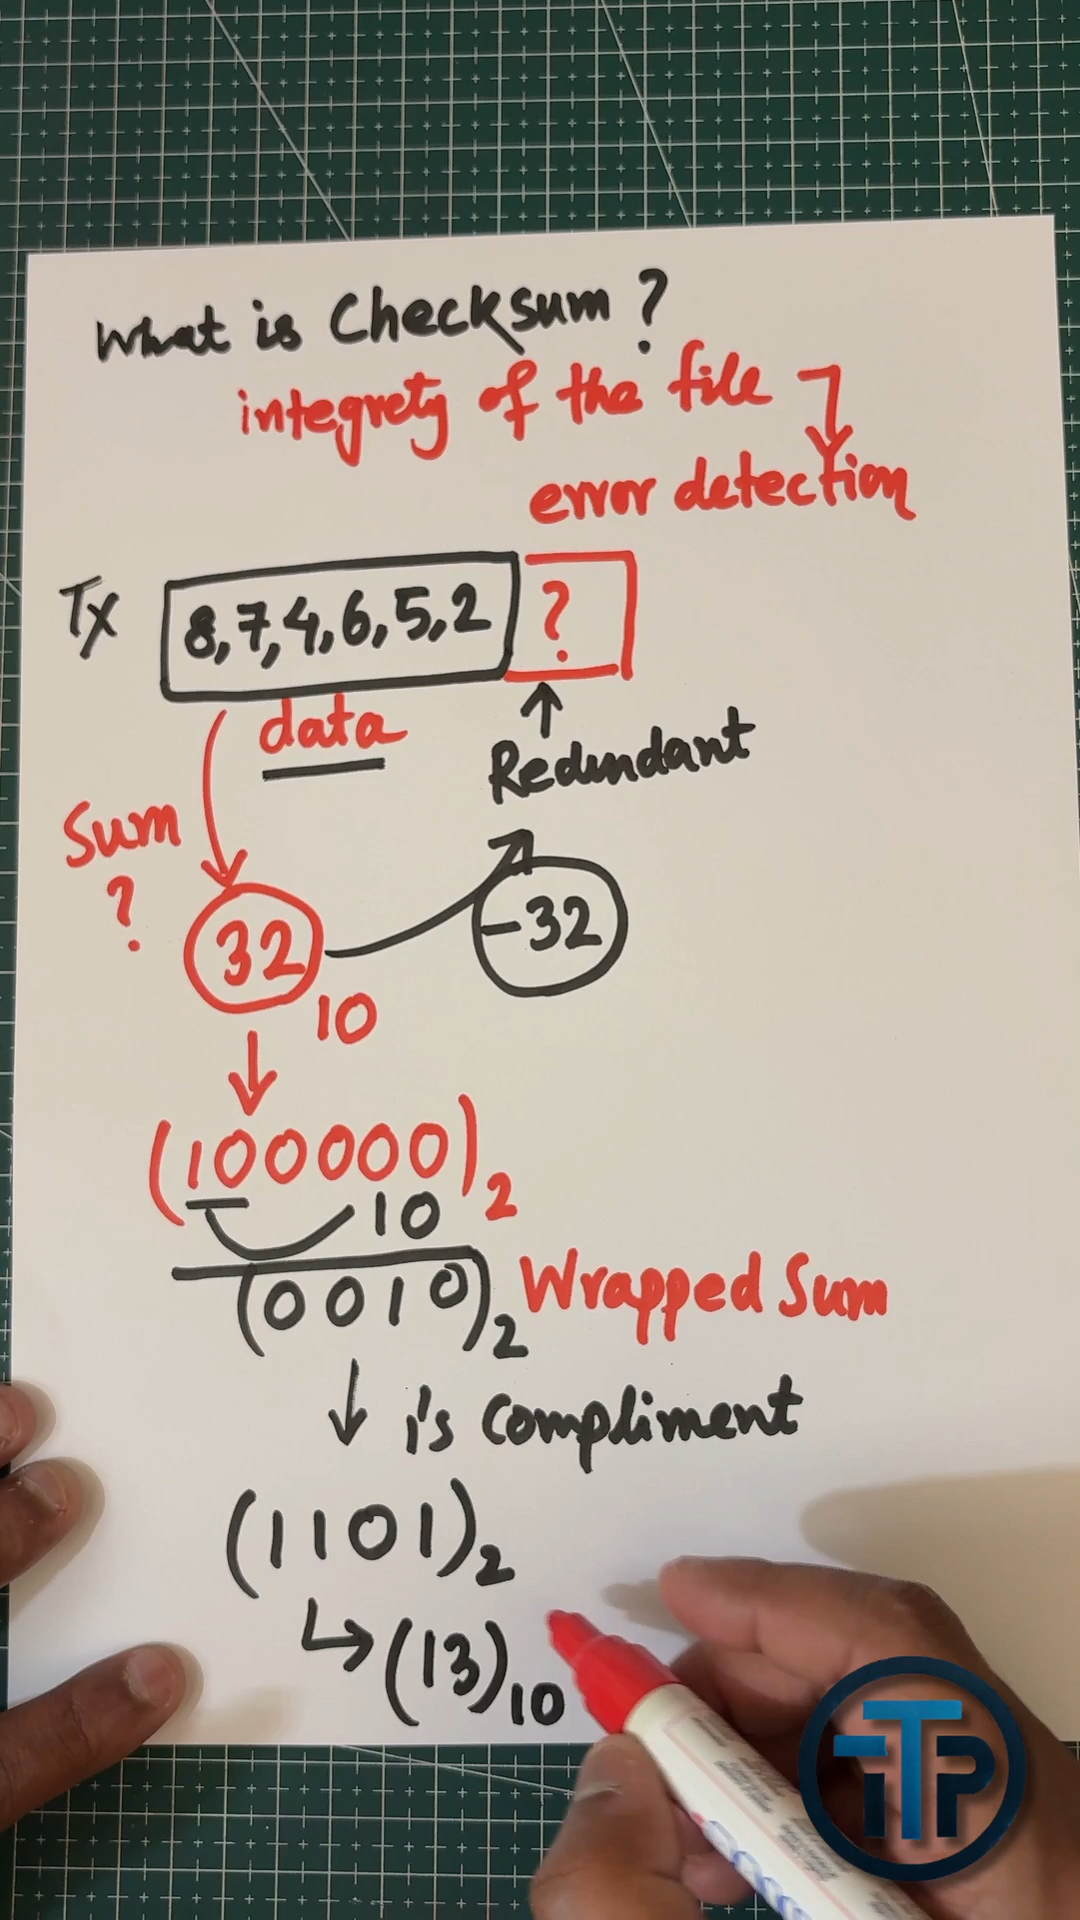 What is Checksum ?
integrety of the file
error detection
Tx 8,7,4,6,5,2 ?
data
Redundant
Sum
?
32 -32
10
(100000)2
10
(0010)2 Wrapped Sum
1's Compliment
(1101)2
(13)10
TTP